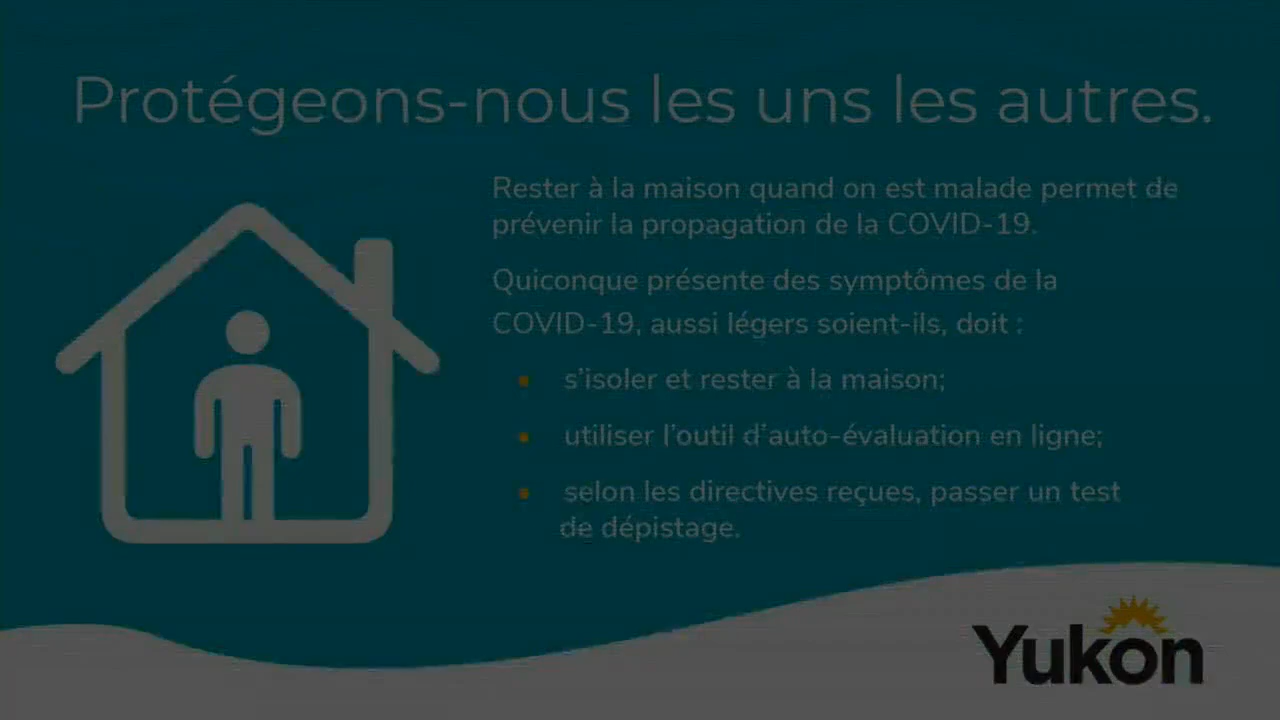 Protégeons-nous les uns les autres.
Rester à la maison quand on est malade permet de
prévenir la propagation de la COVID-19.
Quiconque présente des symptômes de la
COVID-19, aussi légers soient-ils, doit :
s'isoler et rester à la maison;
utiliser l'outil d'auto-évaluation en ligne;
selon les directives reçues, passer un test
de dépistage.
Yukon